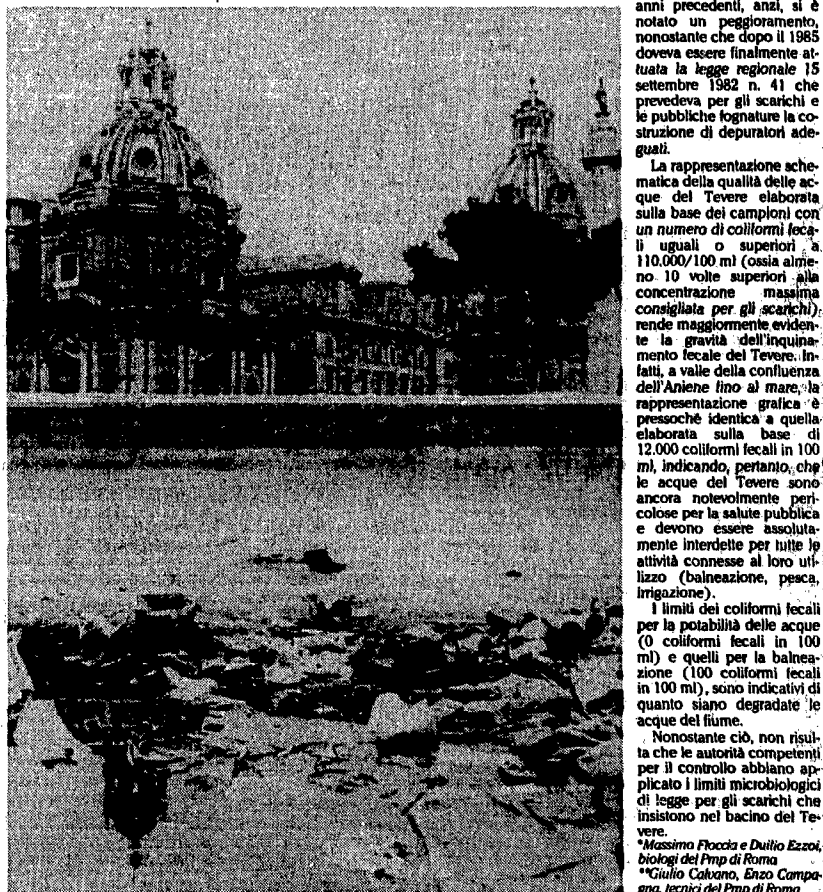 anni precedenti, anzi, si è
notato un peggioramento,
nonostante che dopo il 1985
doveva essere finalmente at-
tuata la legge regionale 15
settembre 1982 n. 41 che
prevedeva per gli scarichi e
le pubbliche fognature la co-
struzione di depuratori ade-
guati.
La rappresentazione sche-
matica della qualità delle ac-
que del Tevere elaborata
sulla base dei campioni con
un numero di coliformi feca-
li uguali o superiori a
110.000/100 ml (ossia alme-
no 10 volte superiori alla
concentrazione massima
consigliata per gli scarichi)
rende maggiormente eviden-
te la gravità dell'inquina-
mento fecale del Tevere. In-
fatti, a valle della confluenza
dell'Aniene fino al mare, la
rappresentazione grafica è
pressochè identica a quella
elaborata sulla base di
12.000 coliformi fecali in 100
ml, indicando, pertanto, che
le acque del Tevere sono
ancora notevolmente peri-
colose per la salute pubblica
e devono essere assoluta-
mente interdette per tutte le
attività connesse al loro uti-
lizzo (balneazione, pesca,
irrigazione).
I limiti dei coliformi fecali
per la potabilità delle acque
(0 coliformi fecali in 100
ml) e quelli per la balnea-
zione (100 coliformi fecali
in 100 ml), sono indicativi di
quanto siano degradate le
acque del fiume.
Nonostante ciò, non risul-
ta che le autorità competenti
per il controllo abbiano ap-
plicato i limiti microbiologici
di legge per gli scarichi che
insistono nel bacino del Te-
vere.
*Massimo Floccia e Duilio Ezzoi,
biologi del Pmp di Roma
**Giulio Calvano, Enzo Campa-
gna, tecnici del Pmp di Roma